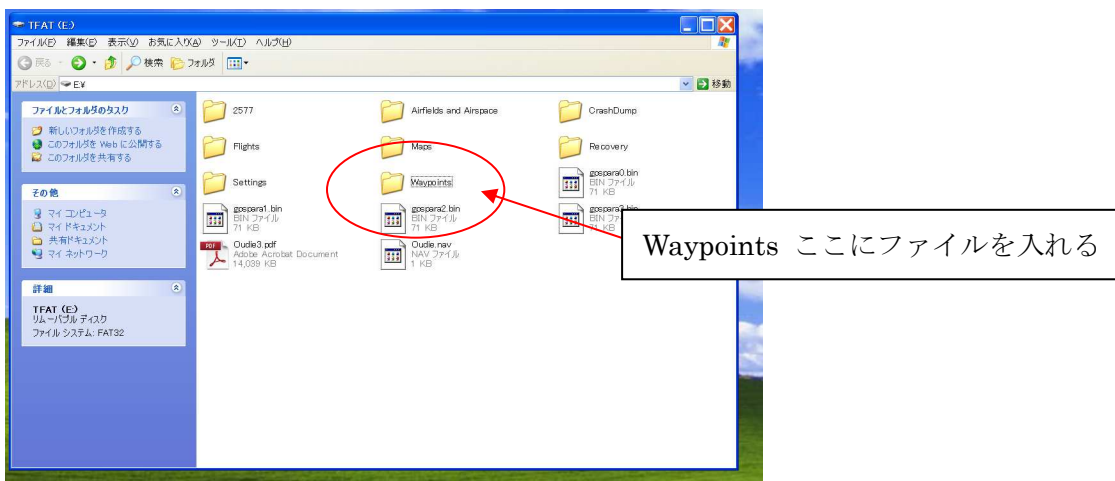 TFAT (E:)
ファイル(F) 編集(E) 表示(V) お気に入り(A) ツール(T) ヘルプ(H)
戻る 検索 フォルダ
アドレス(D) E:¥ 移動
ファイルとフォルダのタスク
新しいフォルダを作成する
このフォルダを Web に公開する
このフォルダを共有する
その他
マイ コンピュータ
マイ ドキュメント
共有ドキュメント
マイ ネットワーク
詳細
TFAT (E:)
リムーバブル ディスク
ファイル システム: FAT32
2577 Airfields and Airspace CrashDump
Flights Maps Recovery
Settings Waypoints gpspara0.bin
BIN ファイル
71 KB
gpspara1.bin gpspara2.bin gpspara3.bin
BIN ファイル BIN ファイル BIN ファイル
71 KB 71 KB 71 KB
PDF
Oudie3.pdf Oudie.nav
Adobe Acrobat Document NAV ファイル
14,039 KB 1 KB
Waypoints ここにファイルを入れる